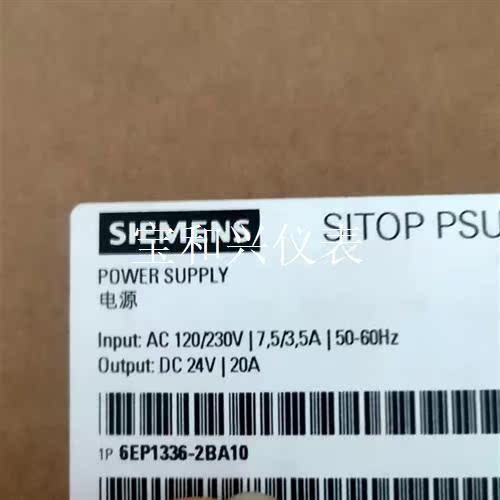 SIEMENS
SITOP PSU
宝和兴仪表
POWER SUPPLY
电源
Input: AC 120/230V | 7,5/3,5A | 50-60Hz
Output: DC 24V | 20A
1P 6EP1336-2BA10